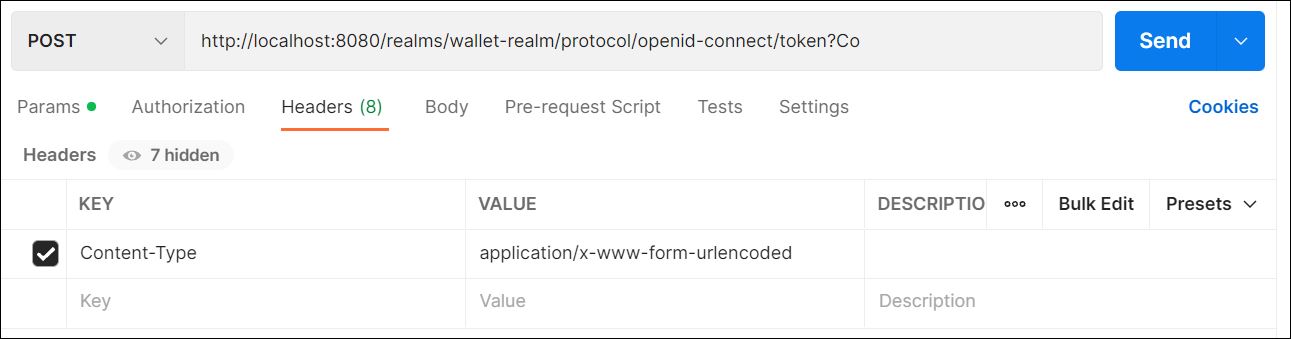 POST http://localhost:8080/realms/wallet-realm/protocol/openid-connect/token?Co Send
Params Authorization Headers (8) Body Pre-request Script Tests Settings Cookies
Headers 7 hidden
KEY VALUE DESCRIPTIO Bulk Edit Presets
Content-Type application/x-www-form-urlencoded
Key Value Description